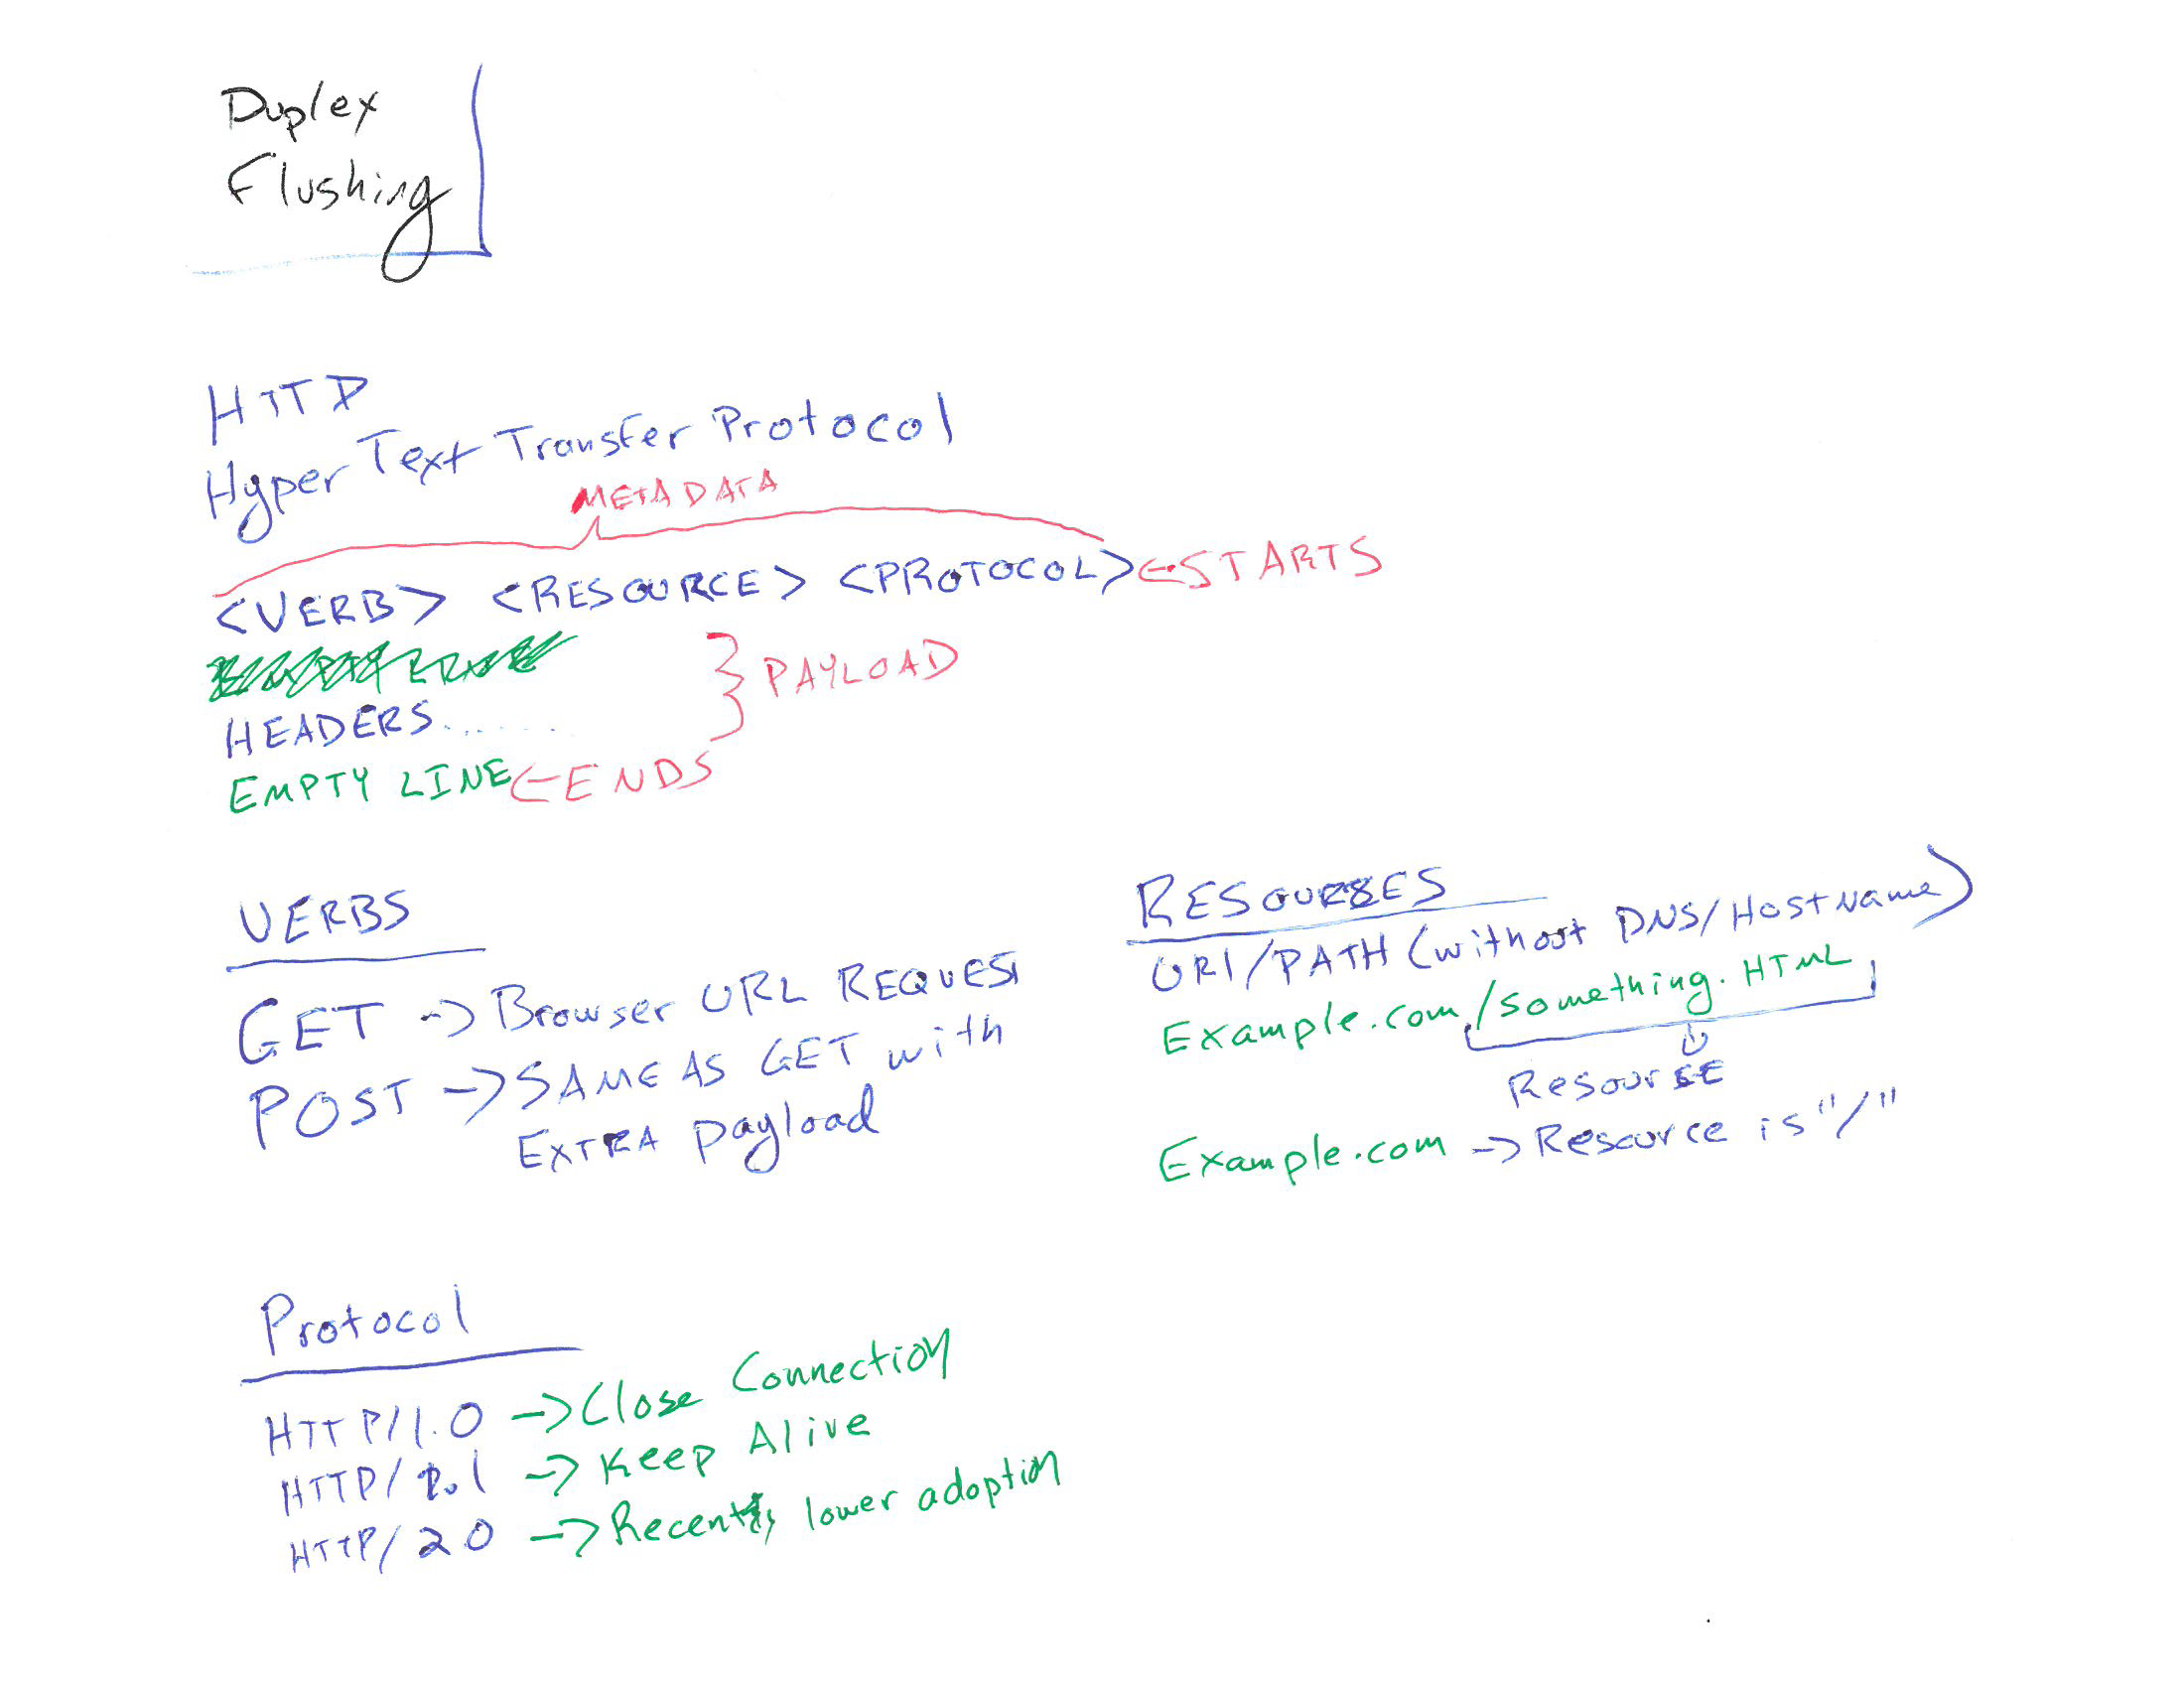 Duplex
Flushing
HTTP
Hyper Text Transfer Protocol
METADATA
<VERB> <RESOURCE> <PROTOCOL> <- STARTS
EMPTY LINE
} PAYLOAD
HEADERS........
EMPTY LINE <- ENDS
VERBS
GET -> Browser URL REQUEST
POST -> SAME AS GET with
EXTRA payload
RESOURCES
URI/PATH (without DNS/Hostname)
Example.com/something.HTML
Resource
Example.com -> Resource is "/"
Protocol
HTTP/1.0 -> Close Connection
HTTP/1.1 -> Keep Alive
HTTP/2.0 -> Recent, lower adoption